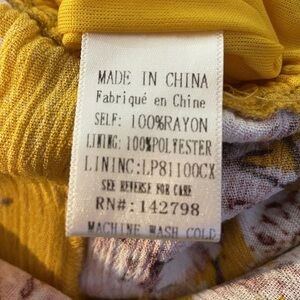 MADE IN CHINA
Fabriqué en Chine
SELF: 100%RAYON
LINING: 100%POLYESTER
LINING:LP81100CX
SEE REVERSE FOR CARE
RN#:142798
MACHINE WASH COLD